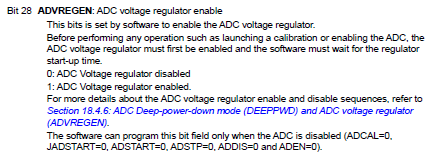 Bit 28 ADVREGEN: ADC voltage regulator enable
This bits is set by software to enable the ADC voltage regulator.
Before performing any operation such as launching a calibration or enabling the ADC, the
ADC voltage regulator must first be enabled and the software must wait for the regulator
start-up time.
0: ADC Voltage regulator disabled
1: ADC Voltage regulator enabled.
For more details about the ADC voltage regulator enable and disable sequences, refer to
Section 18.4.6: ADC Deep-power-down mode (DEEPPWD) and ADC voltage regulator
(ADVREGEN).
The software can program this bit field only when the ADC is disabled (ADCAL=0,
JADSTART=0, ADSTART=0, ADSTP=0, ADDIS=0 and ADEN=0).